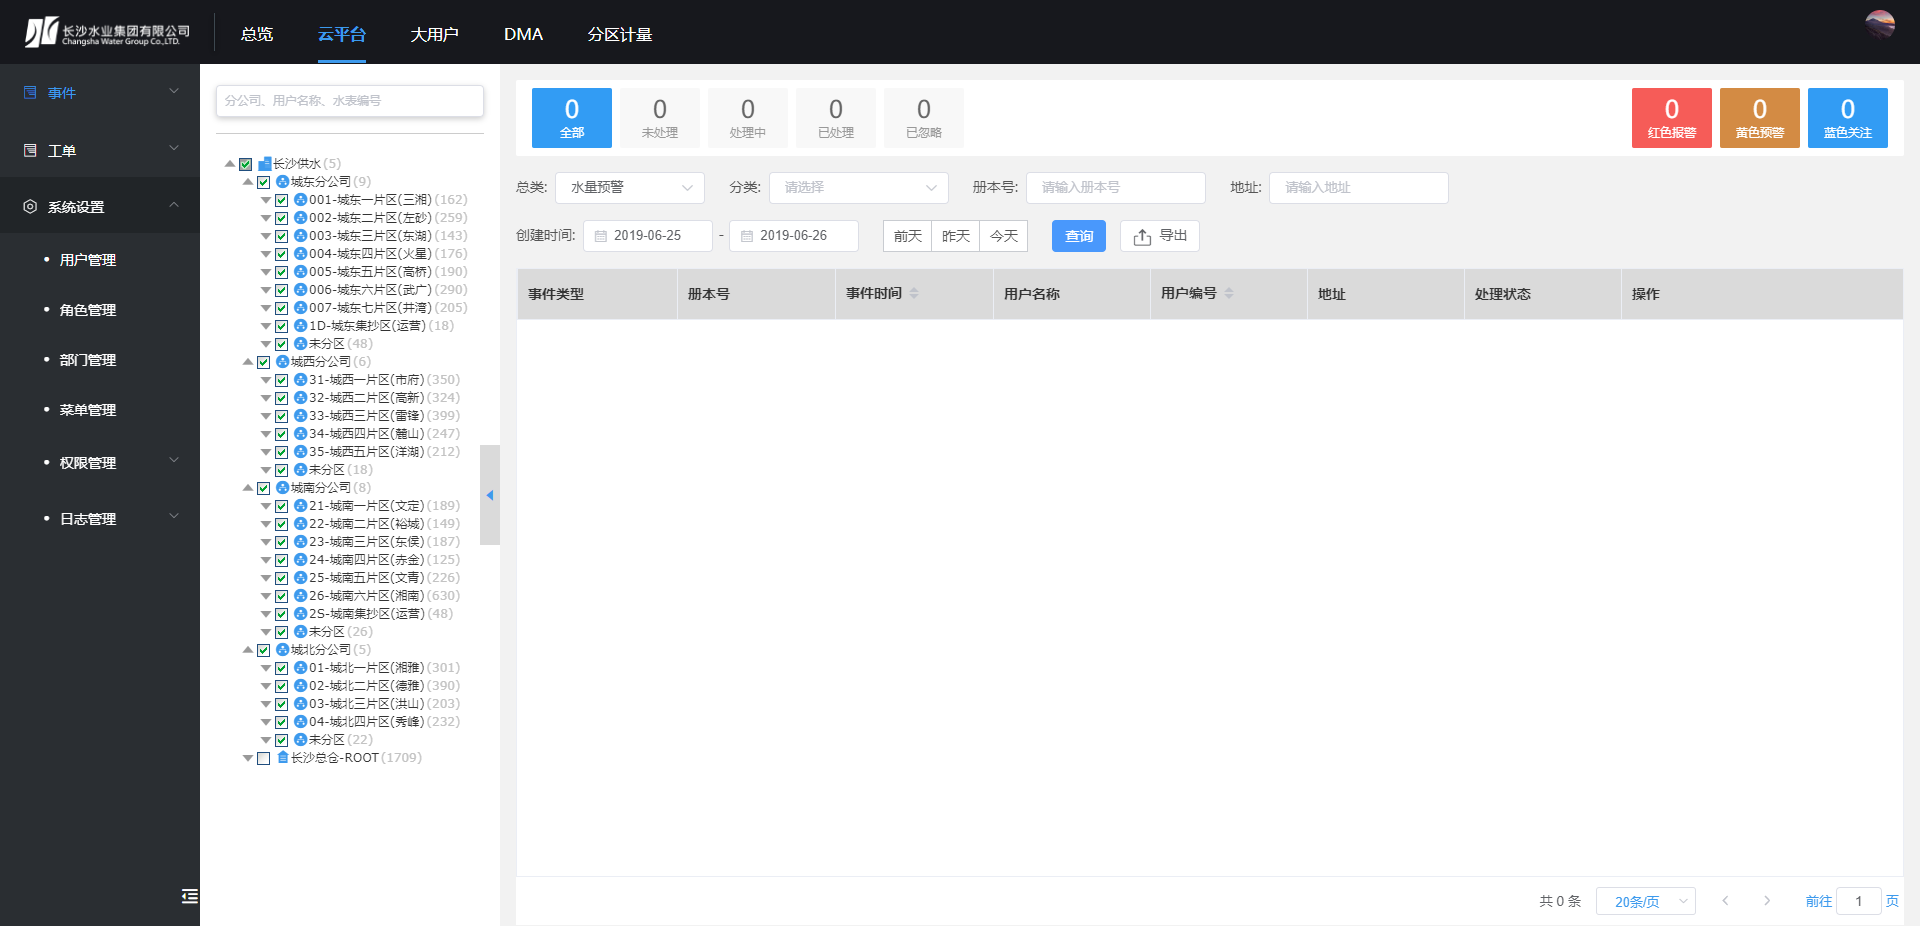 长沙水业集团有限公司
Changsha Water Group Co.,LTD.
总览
云平台
大用户
DMA
分区计量
事件
工单
系统设置
用户管理
角色管理
部门管理
菜单管理
权限管理
日志管理
分公司、用户名称、水表编号
长沙供水(5)
城东分公司(9)
001-城东一片区(三湘)(162)
002-城东二片区(左砂)(259)
003-城东三片区(东湖)(143)
004-城东四片区(火星)(176)
005-城东五片区(高桥)(190)
006-城东六片区(武广)(290)
007-城东七片区(井湾)(205)
1D-城东集抄区(运营)(18)
未分区(48)
城西分公司(6)
31-城西一片区(市府)(350)
32-城西二片区(高新)(324)
33-城西三片区(雷锋)(399)
34-城西四片区(麓山)(247)
35-城西五片区(洋湖)(212)
未分区(18)
城南分公司(8)
21-城南一片区(文定)(189)
22-城南二片区(裕城)(149)
23-城南三片区(东侯)(187)
24-城南四片区(赤金)(125)
25-城南五片区(文青)(226)
26-城南六片区(湘南)(630)
2S-城南集抄区(运营)(48)
未分区(26)
城北分公司(5)
01-城北一片区(湘雅)(301)
02-城北二片区(德雅)(390)
03-城北三片区(洪山)(203)
04-城北四片区(秀峰)(232)
未分区(22)
长沙总仓-ROOT(1709)
0 0 0 0 0 0 0 0
全部 未处理 处理中 已处理 已忽略 红色报警 黄色预警 蓝色关注
总类: 水量预警 分类: 请选择 册本号: 请输入册本号 地址: 请输入地址
创建时间: 2019-06-25 - 2019-06-26 前天 昨天 今天 查询 导出
事件类型 册本号 事件时间 用户名称 用户编号 地址 处理状态 操作
共 0 条 20条/页 前往 1 页